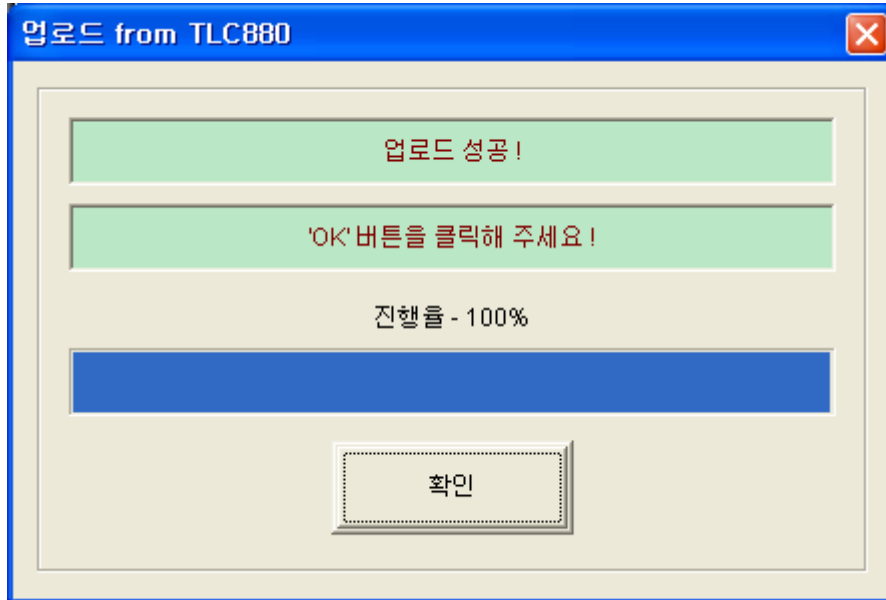 업로드 from TLC880
업로드 성공 !
'OK' 버튼을 클릭해 주세요 !
진행율 - 100%
확인